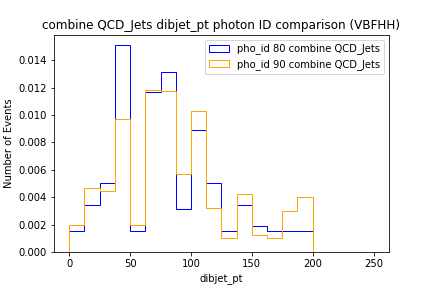 combine QCD_Jets dibjet_pt photon ID comparison (VBFHH)
pho_id 80 combine QCD_Jets
pho_id 90 combine QCD_Jets
Number of Events
0.014
0.012
0.010
0.008
0.006
0.004
0.002
0.000
0 50 100 150 200 250
dibjet_pt